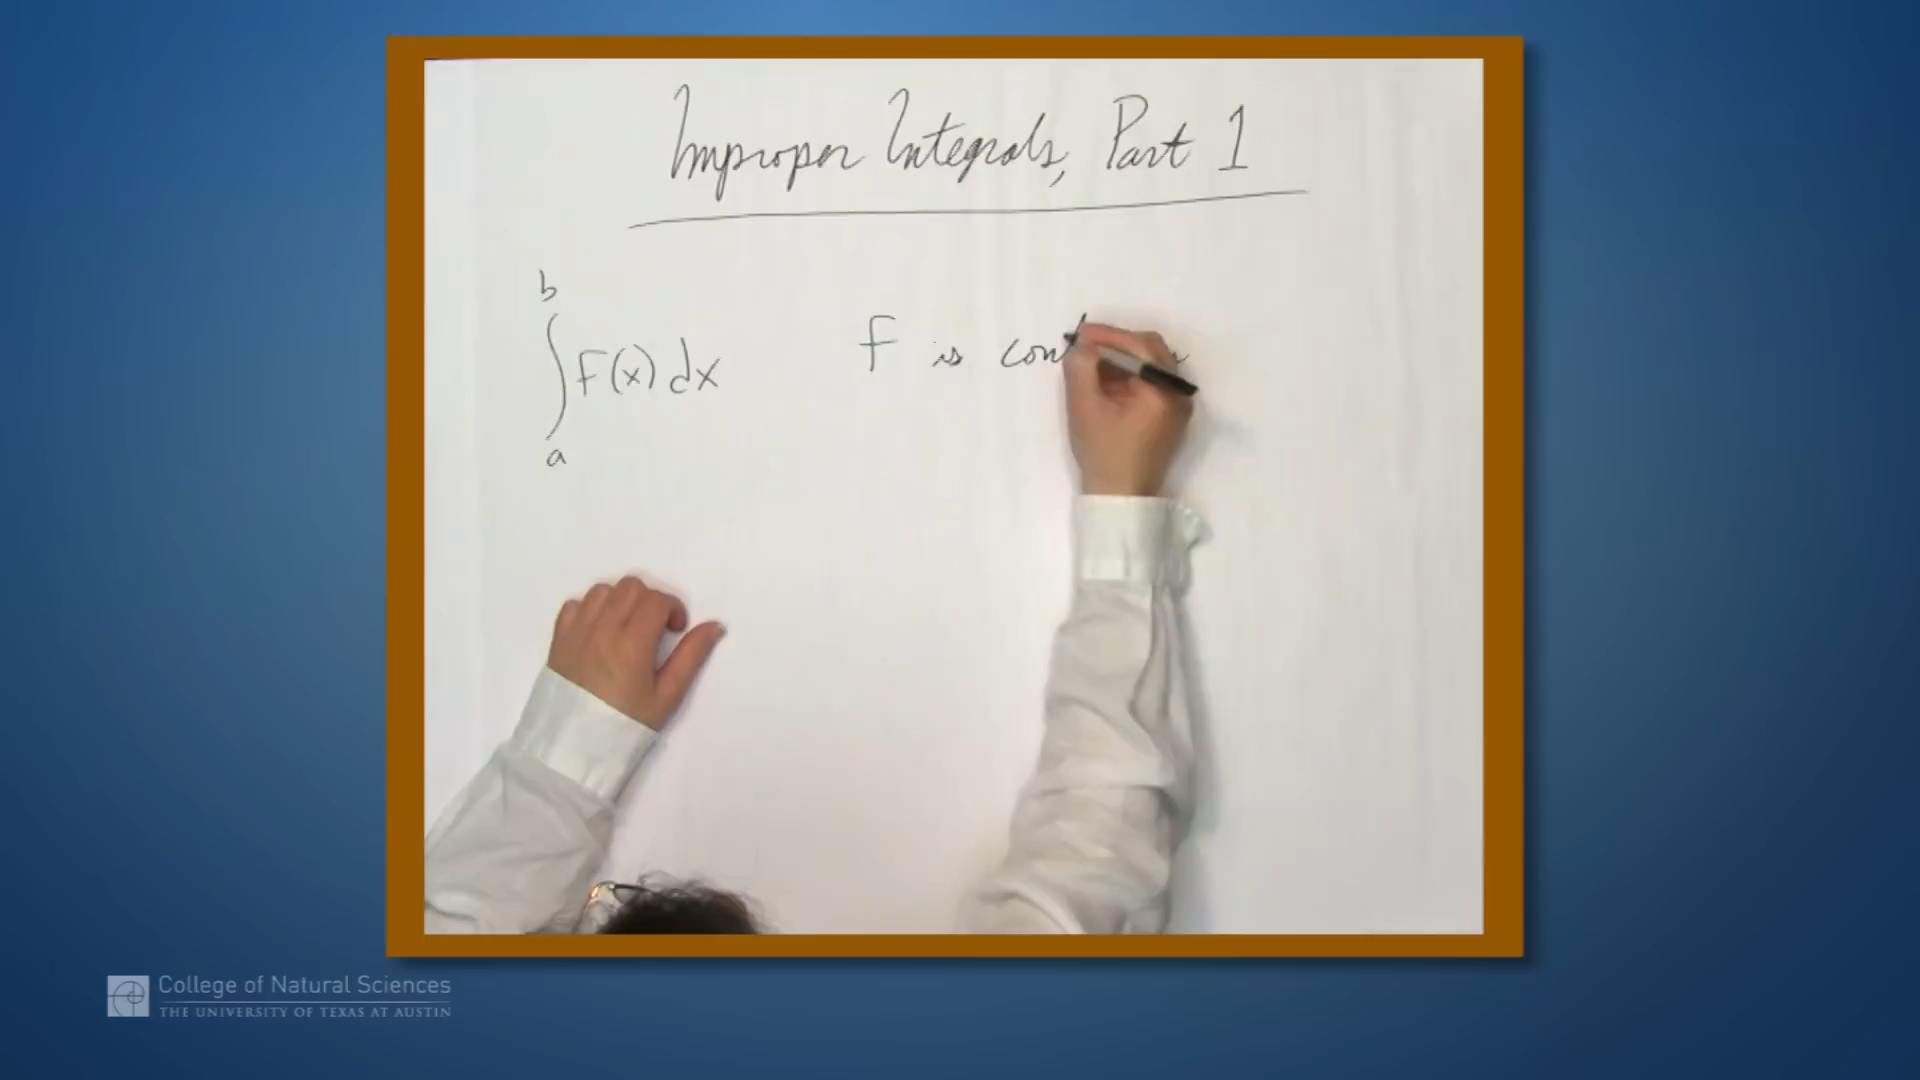 Improper Integrals, Part 1
b
∫ f(x) dx f is cont
a
College of Natural Sciences
THE UNIVERSITY OF TEXAS AT AUSTIN